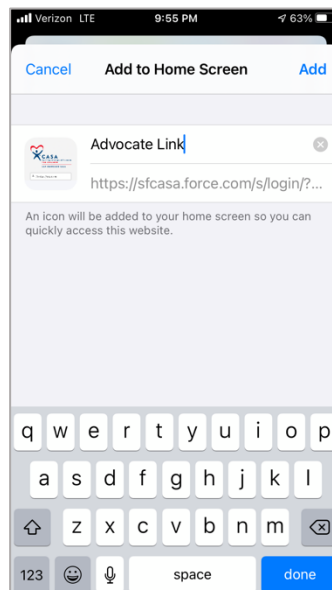 Verizon LTE 9:55 PM 63%
Cancel Add to Home Screen Add
CASA
Advocate Link
https://sfcasa.force.com/s/login/?...
An icon will be added to your home screen so you can
quickly access this website.
q w e r t y u i o p
a s d f g h j k l
z x c v b n m
123 space done